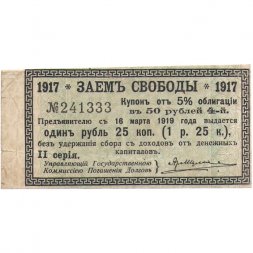 1917 * ЗАЕМЪ СВОБОДЫ * 1917
№241333 Купонъ отъ 5% облигацiи
въ 50 рублей 4-й.
Предъявителю съ 16 марта 1919 года выдается
одинъ рубль 25 коп. (1 р. 25 к.),
безъ удержанiя сбора съ доходовъ отъ денежныхъ
капиталовъ.
II серiя.
Управляющiй Государственною
Коммиссiею Погашенiя Долговъ